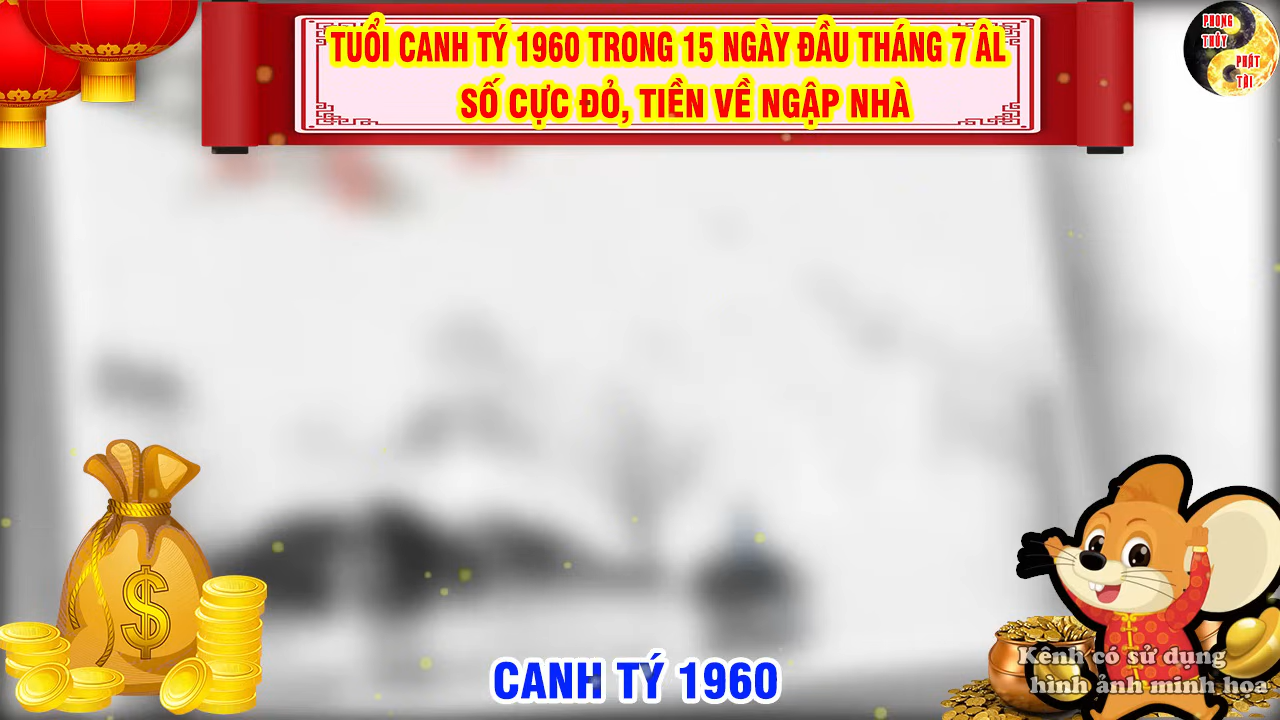 TUỔI CANH TÝ 1960 TRONG 15 NGÀY ĐẦU THÁNG 7 ÂL
SỐ CỰC ĐỎ, TIỀN VỀ NGẬP NHÀ
PHONG
THỦY
PHÁT
TÀI
$
Kênh có sử dụng
hình ảnh minh họa
CANH TÝ 1960